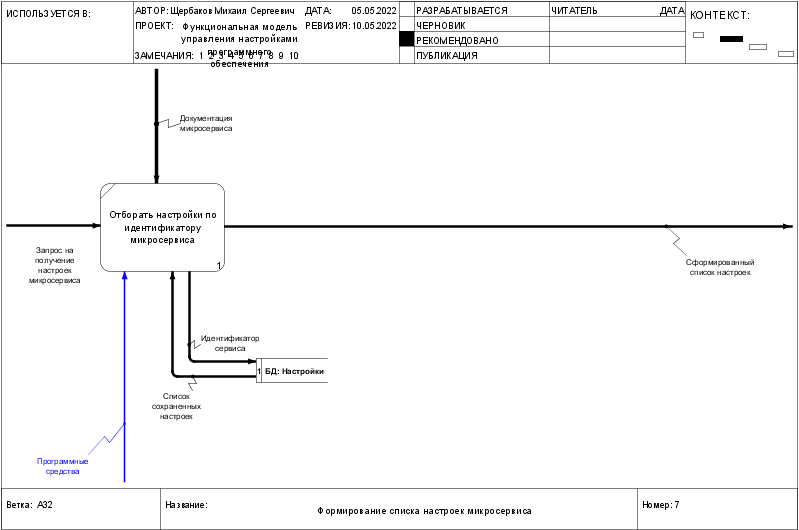 ИСПОЛЬЗУЕТСЯ В:
АВТОР: Щербаков Михаил Сергеевич
ДАТА: 05.05.2022
РАЗРАБАТЫВАЕТСЯ
ЧИТАТЕЛЬ
ДАТА
КОНТЕКСТ:
ПРОЕКТ: Функциональная модель
управления настройками
программного
обеспечения
РЕВИЗИЯ: 10.05.2022
ЧЕРНОВИК
РЕКОМЕНДОВАНО
ЗАМЕЧАНИЯ: 1 2 3 4 5 6 7 8 9 10
ПУБЛИКАЦИЯ
Документация
микросервиса
Отборать настройки по
идентификатору
микросервиса
1
Запрос на
получение
настроек
микросервиса
Сформированный
список настроек
Идентификатор
сервиса
1 БД: Настройки
Список
сохраненных
настроек
Программные
средства
Ветка: A32
Название:
Формирование списка настроек микросервиса
Номер: 7